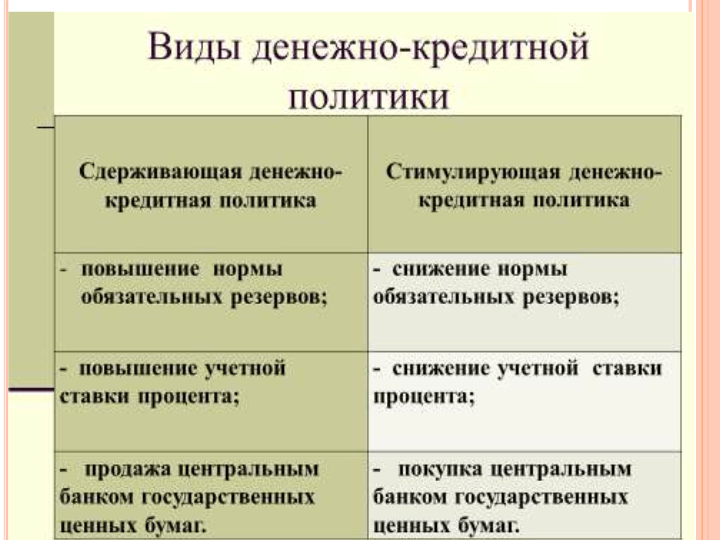 Виды денежно-кредитной
политики
Сдерживающая денежно-
кредитная политика
Стимулирующая денежно-
кредитная политика
- повышение нормы
обязательных резервов;
- снижение нормы
обязательных резервов;
- повышение учетной
ставки процента;
- снижение учетной ставки
процента;
- продажа центральным
банком государственных
ценных бумаг.
- покупка центральным
банком государственных
ценных бумаг.